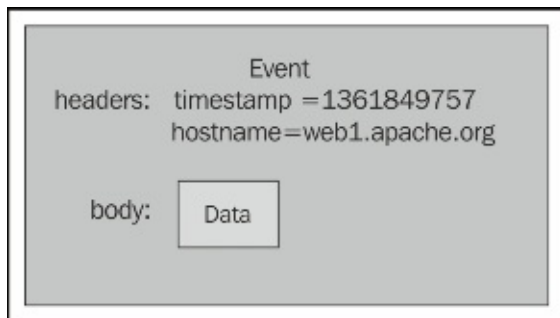 Event
headers: timestamp =1361849757
hostname=web1.apache.org
body: Data